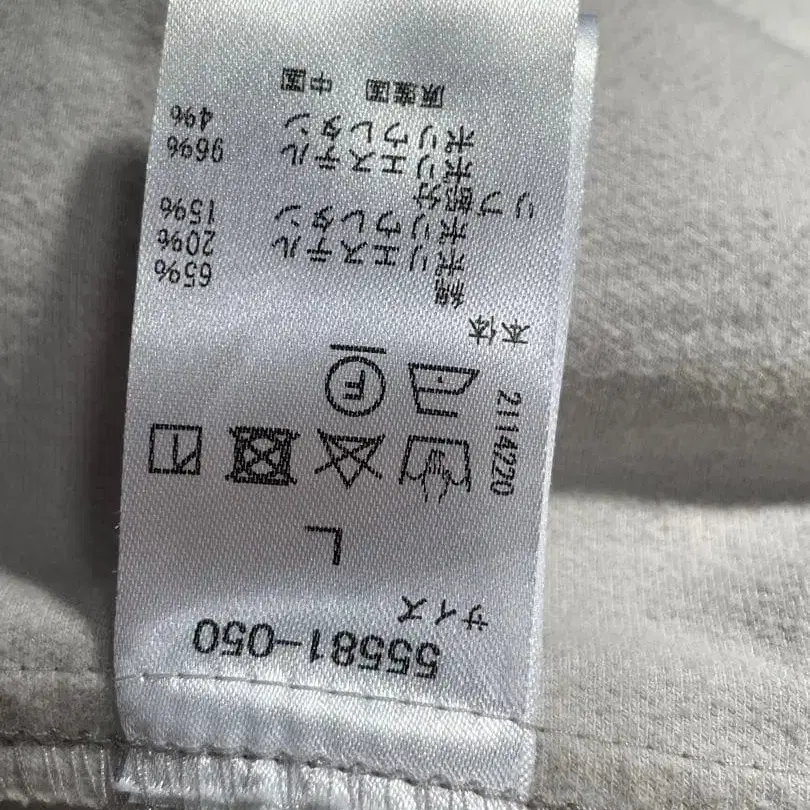 55581-050
サイズ
L
2114220
F
本体
綿 65%
ポリエステル 20%
ポリウレタン 15%
リブ部分
ポリエステル 96%
ポリウレタン 4%
原産国 中国